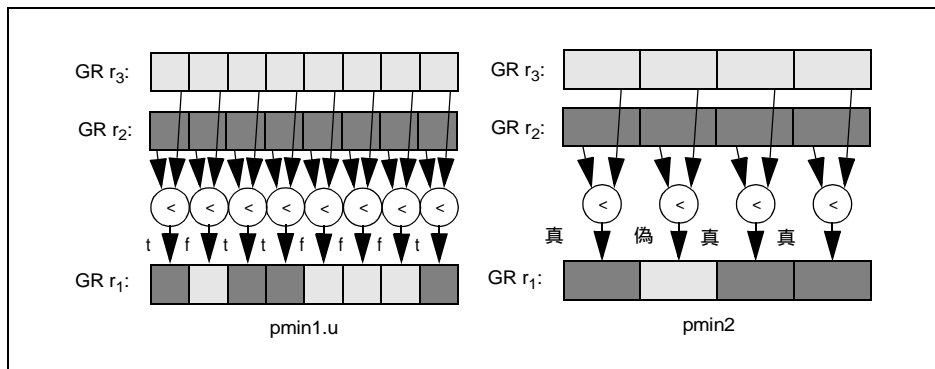 GR r3:
GR r2:
< < < < < < < <
t f t t f f f t
GR r1:
pmin1.u
GR r3:
GR r2:
< < < <
真 偽 真 真
GR r1:
pmin2